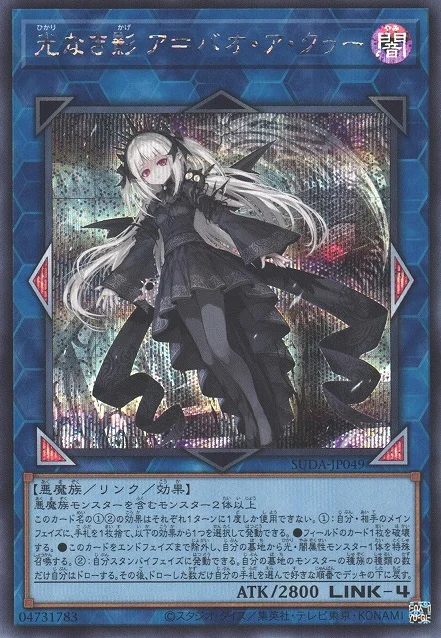 光なき影 ア＝バオ・ア・クゥー
闇
SUDA-JP049
【悪魔族／リンク／効果】
悪魔族モンスターを含むモンスター２体以上
このカード名の①②の効果はそれぞれ１ターンに１度しか使用できない。①：自分・相手のメイン
フェイズに、手札を１枚捨て、以下の効果から１つを選択して発動できる。●フィールドのカード１枚を破壊
する。●このカードをエンドフェイズまで除外し、自分の墓地から光・闇属性モンスター１体を特殊
召喚する。②：自分スタンバイフェイズに発動できる。自分の墓地のモンスターの種族の種類の数
だけ自分はドローする。その後、ドローした数だけ自分の手札を選んで好きな順番でデッキの下に戻す。
ATK/2800 LINK-4
04731783 ©スタジオ・ダイス／集英社・テレビ東京・KONAMI